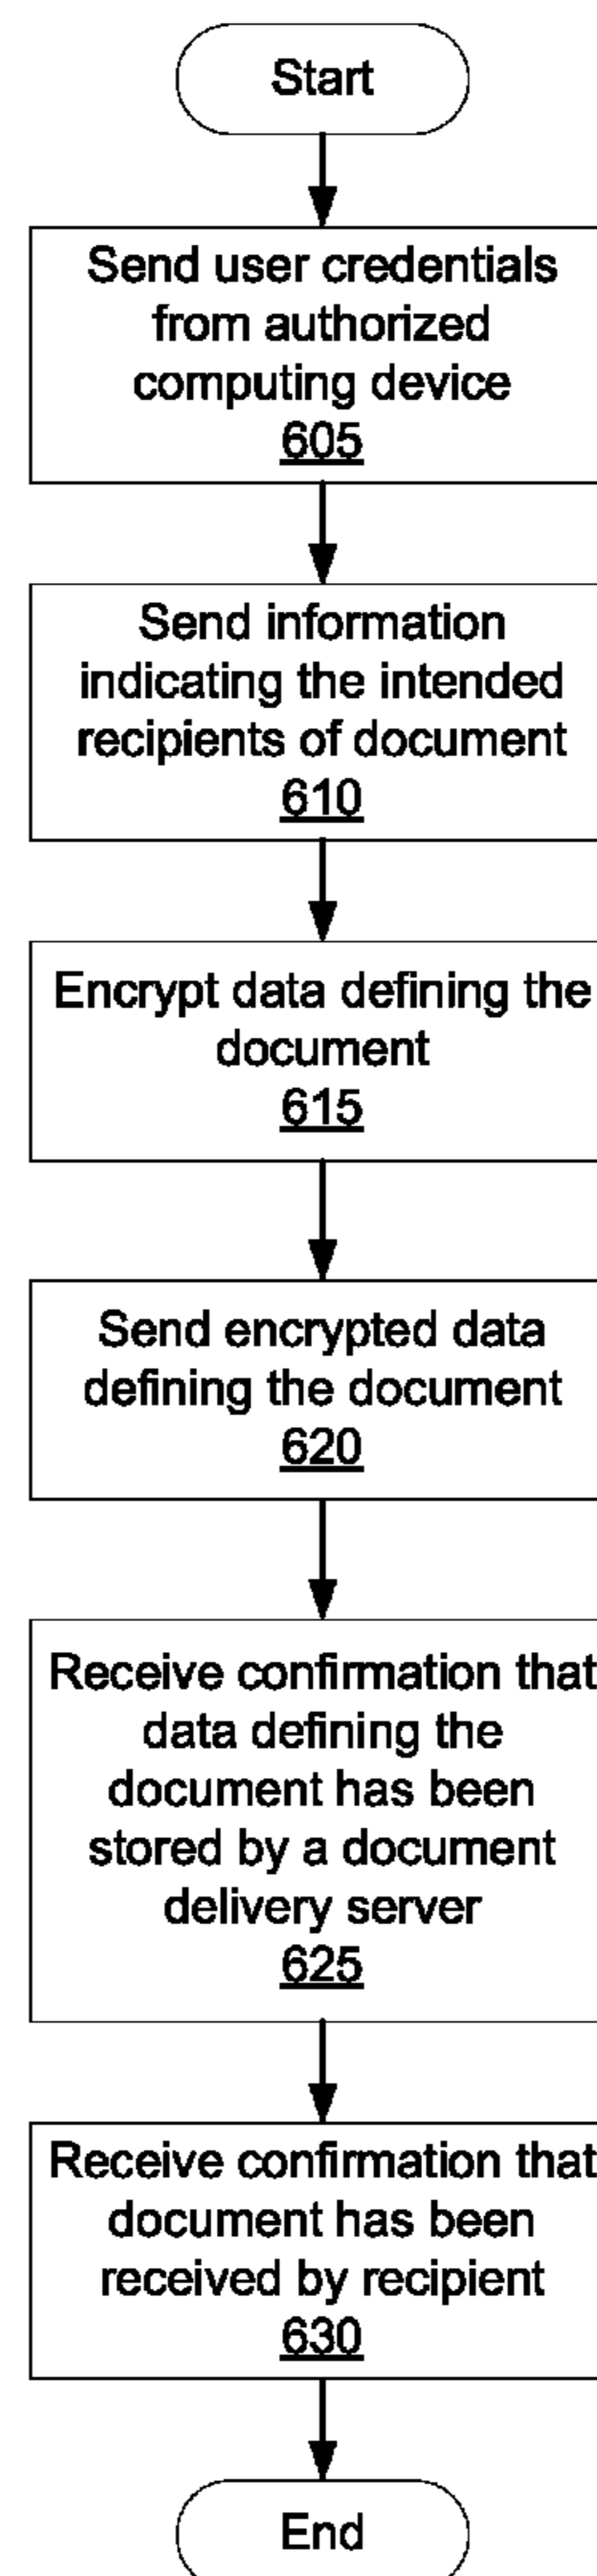 Start
Send user credentials
from authorized
computing device
605
Send information
indicating the intended
recipients of document
610
Encrypt data defining the
document
615
Send encrypted data
defining the document
620
Receive confirmation that
data defining the
document has been
stored by a document
delivery server
625
Receive confirmation that
document has been
received by recipient
630
End